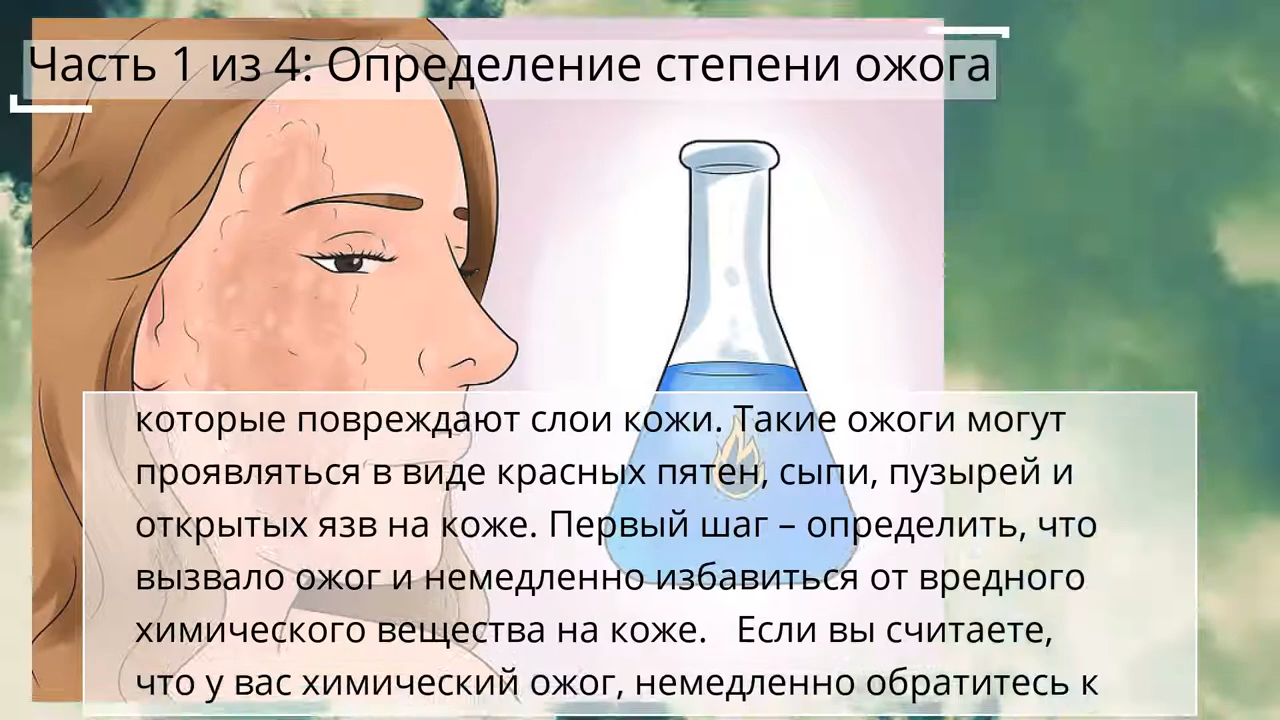 Часть 1 из 4: Определение степени ожога
которые повреждают слои кожи. Такие ожоги могут
проявляться в виде красных пятен, сыпи, пузырей и
открытых язв на коже. Первый шаг – определить, что
вызвало ожог и немедленно избавиться от вредного
химического вещества на коже.   Если вы считаете,
что у вас химический ожог, немедленно обратитесь к